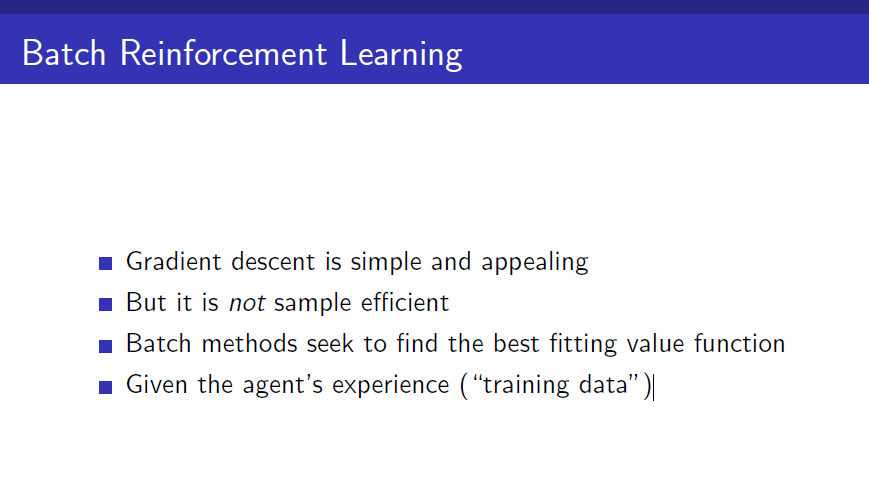 Batch Reinforcement Learning
Gradient descent is simple and appealing
But it is not sample efficient
Batch methods seek to find the best fitting value function
Given the agent's experience (“training data”)